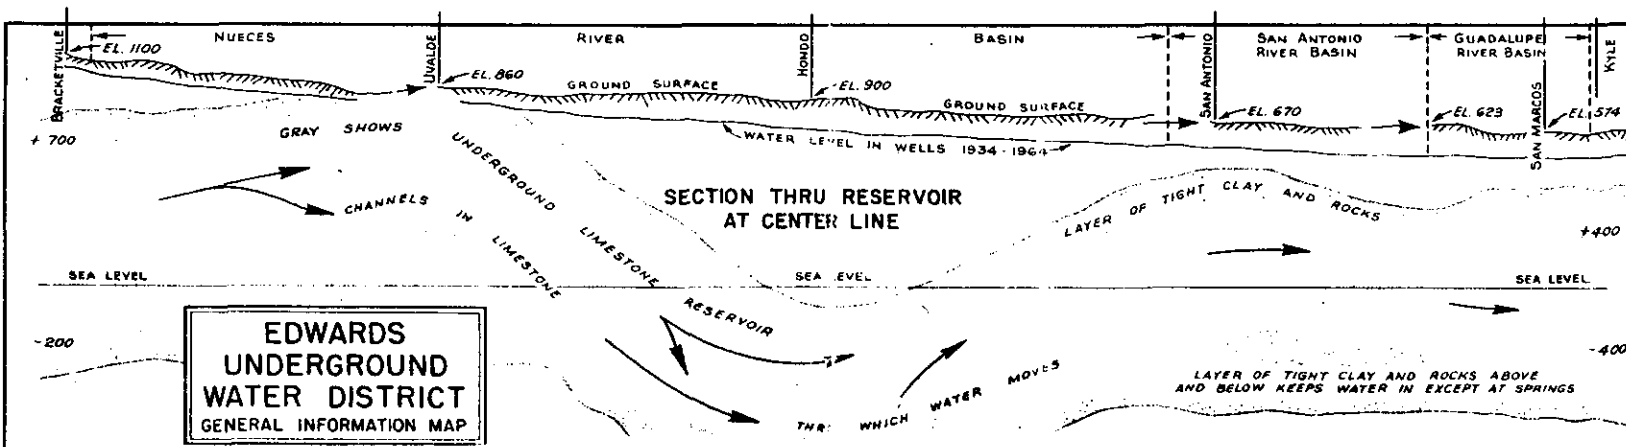 NUECES
RIVER
BASIN
SAN ANTONIO
RIVER BASIN
GUADALUPE
RIVER BASIN
BRACKETVILLE
EL. 1100
UVALDE
EL. 860
HONDO
EL. 900
SAN ANTONIO
EL. 670
EL. 623
SAN MARCOS
EL. 574
KYLE
GROUND SURFACE
GROUND SURFACE
WATER LEVEL IN WELLS 1934-1964
+700
GRAY SHOWS
UNDERGROUND LIMESTONE RESERVOIR
CHANNELS IN LIMESTONE
THRU WHICH WATER MOVES
SECTION THRU RESERVOIR
AT CENTER LINE
LAYER OF TIGHT CLAY AND ROCKS
+400
SEA LEVEL
SEA LEVEL
SEA LEVEL
-200
-400
EDWARDS
UNDERGROUND
WATER DISTRICT
GENERAL INFORMATION MAP
LAYER OF TIGHT CLAY AND ROCKS ABOVE
AND BELOW KEEPS WATER IN EXCEPT AT SPRINGS